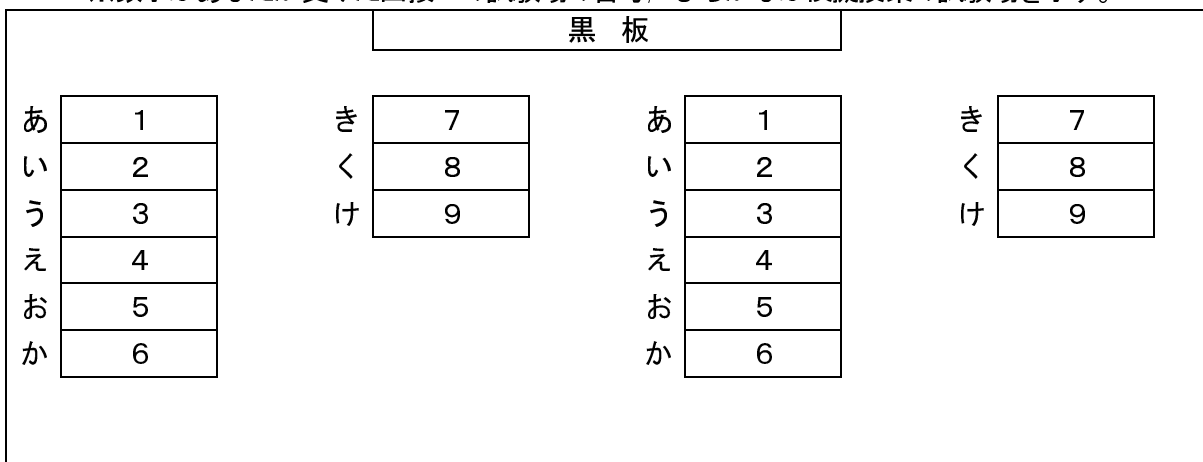 黒 板
あ 1 き 7 あ 1 き 7
い 2 く 8 い 2 く 8
う 3 け 9 う 3 け 9
え 4 え 4
お 5 お 5
か 6 か 6